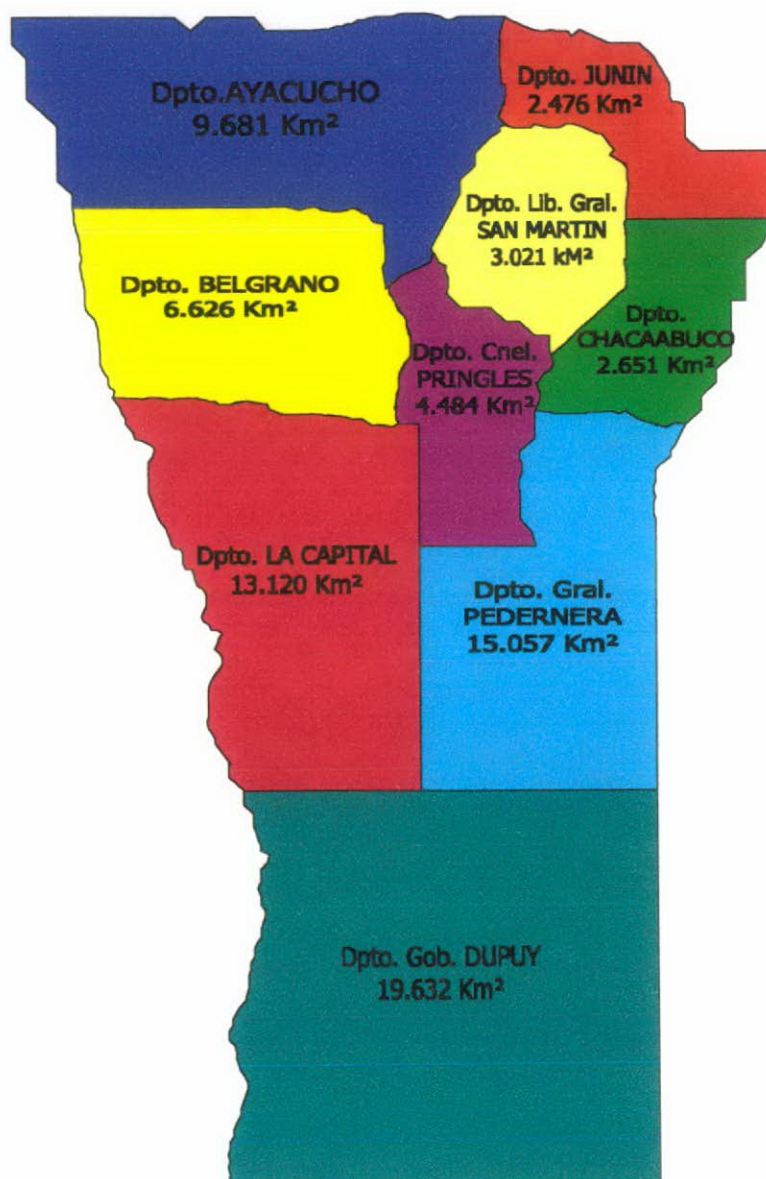 Dpto.AYACUCHO
9.681 Km²
Dpto. JUNIN
2.476 Km²
Dpto. Lib. Gral.
SAN MARTIN
3.021 kM²
Dpto. BELGRANO
6.626 Km²
Dpto.
CHACAABUCO
2.651 Km²
Dpto. Cnel.
PRINGLES
4.484 Km²
Dpto. LA CAPITAL
13.120 Km²
Dpto. Gral.
PEDERNERA
15.057 Km²
Dpto. Gob. DUPUY
19.632 Km²